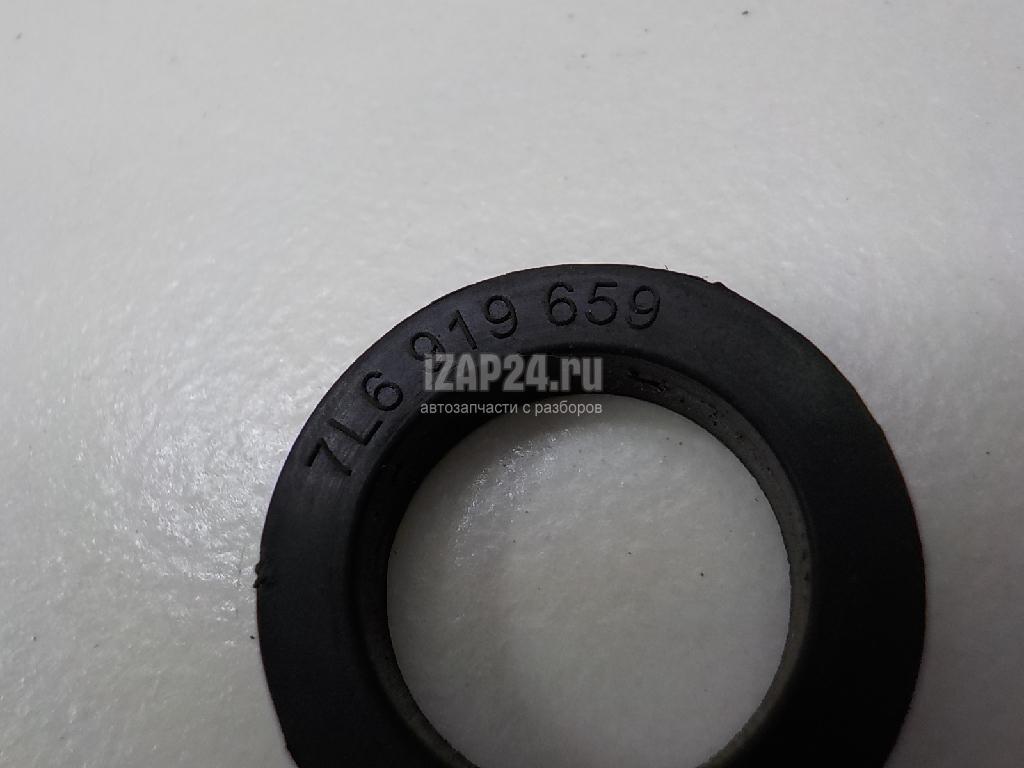 7L6 919 659
iZAP24.ru
автозапчасти с разборов